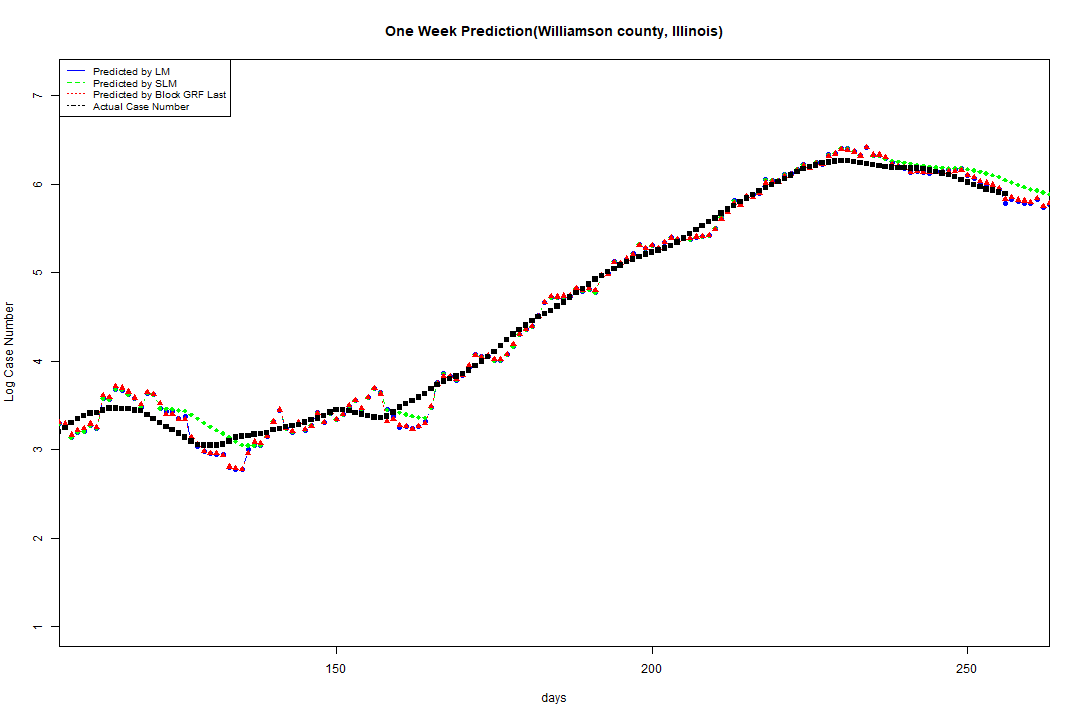 One Week Prediction(Williamson county, Illinois)
Predicted by LM
Predicted by SLM
Predicted by Block GRF Last
Actual Case Number
7
6
5
4
3
2
1
Log Case Number
150 200 250
days